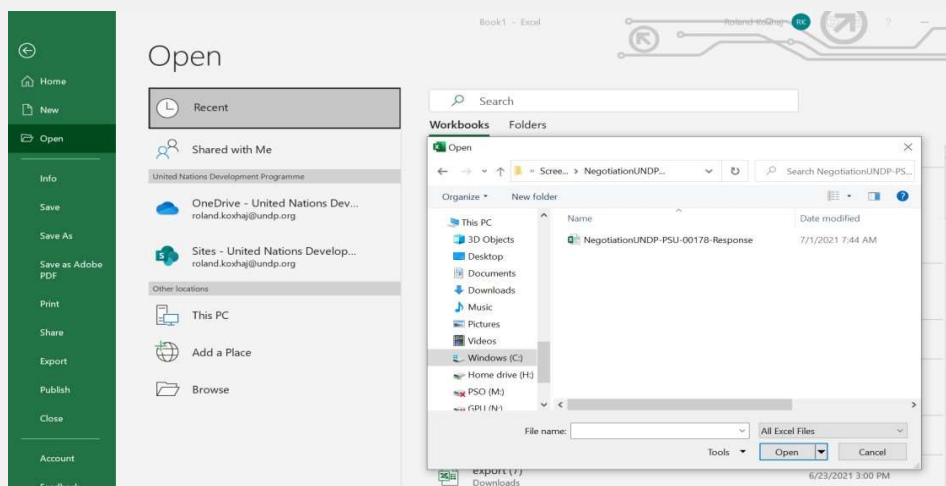 Book1 - Excel
Roland Koxhaj RK
?
Open
Home
New
Open
Info
Save
Save As
Save as Adobe
PDF
Print
Share
Export
Publish
Close
Account
Feedback
Recent
Shared with Me
United Nations Development Programme
OneDrive - United Nations Dev...
roland.koxhaj@undp.org
Sites - United Nations Develop...
roland.koxhaj@undp.org
Other locations
This PC
Add a Place
Browse
Search
Workbooks Folders
Open
« Scree... > NegotiationUNDP... Search NegotiationUNDP-PS...
Organize New folder
This PC
3D Objects
Desktop
Documents
Downloads
Music
Pictures
Videos
Windows (C:)
Home drive (H:)
PSO (M:)
GPU (N:)
Name Date modified
NegotiationUNDP-PSU-00178-Response 7/1/2021 7:44 AM
File name: All Excel Files
Tools Open Cancel
export (7)
Downloads
6/23/2021 3:00 PM